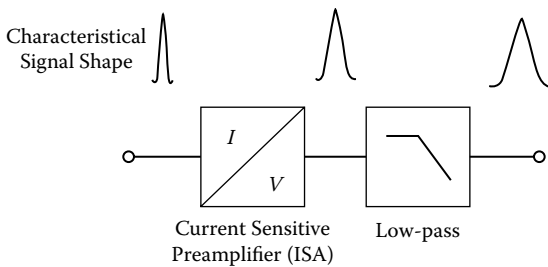 Characteristical
Signal Shape
I
V
Current Sensitive
Preamplifier (ISA)
Low-pass